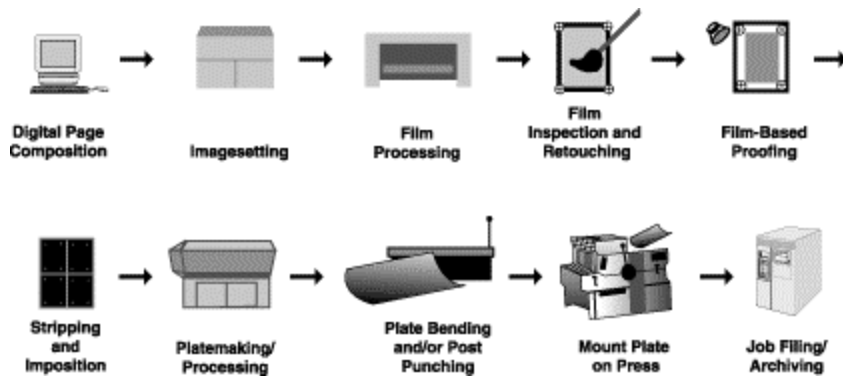 Digital Page
Composition
Imagesetting
Film
Processing
Film
Inspection and
Retouching
Film-Based
Proofing
Stripping
and
Imposition
Platemaking/
Processing
Plate Bending
and/or Post
Punching
Mount Plate
on Press
Job Filing/
Archiving